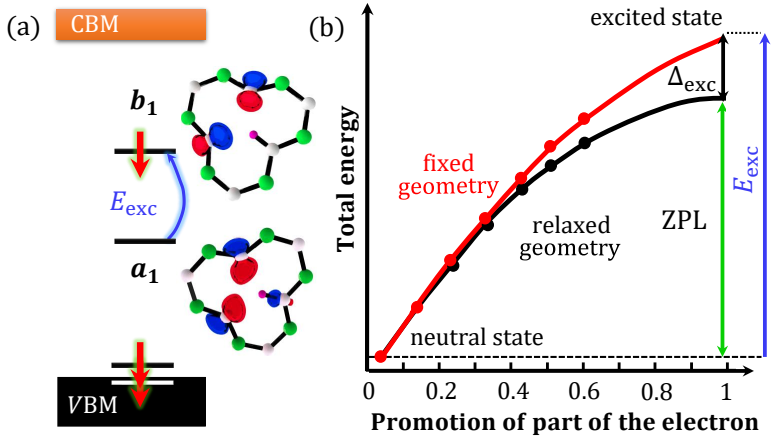 (a)
CBM
b1
Eexc
a1
VBM
(b)
excited state
Δexc
Eexc
fixed
geometry
relaxed
geometry
ZPL
neutral state
Total energy
0 0.2 0.4 0.6 0.8 1
Promotion of part of the electron